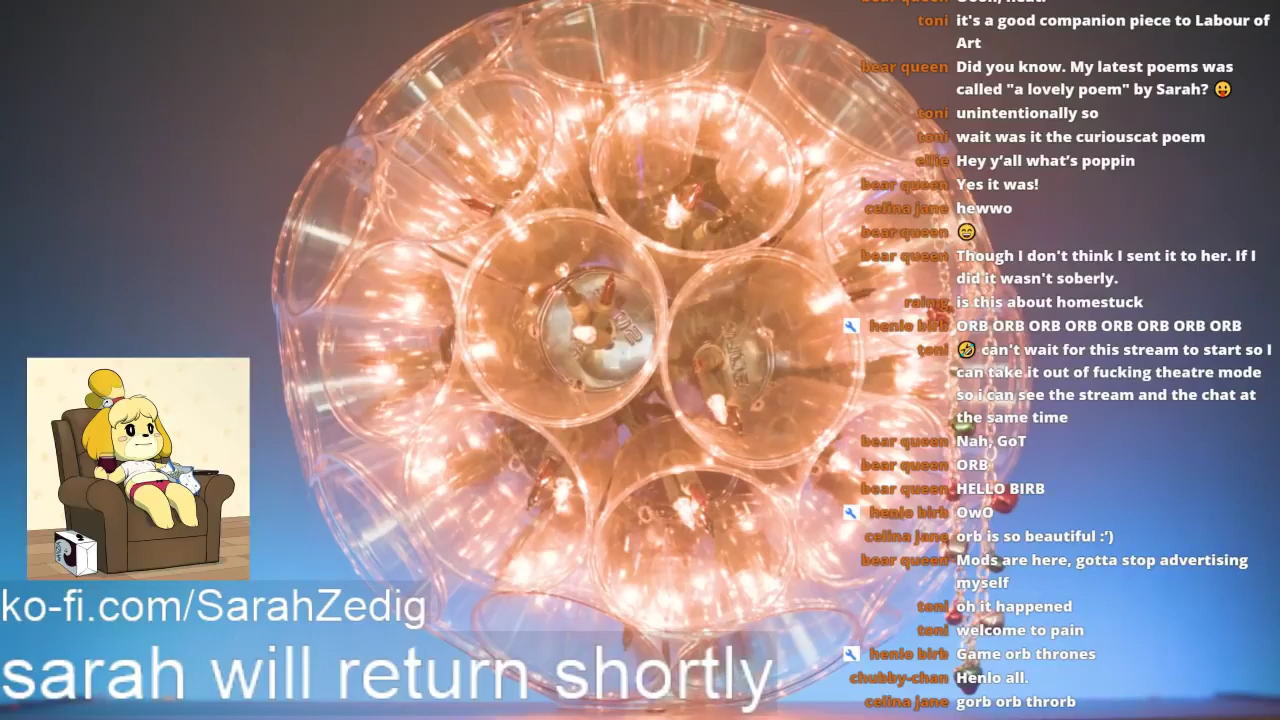 toni it's a good companion piece to Labour of
Art
bear queen Did you know. My latest poems was
called "a lovely poem" by Sarah? 😛
toni unintentionally so
toni wait was it the curiouscat poem
ellie Hey y'all what's poppin
bear queen Yes it was!
celina jane hewwo
bear queen 😄
bear queen Though I don't think I sent it to her. If I
did it wasn't soberly.
is this about homestuck
henlo birb ORB ORB ORB ORB ORB ORB ORB ORB
toni 🤣 can't wait for this stream to start so I
can take it out of fucking theatre mode
so i can see the stream and the chat at
the same time
bear queen Nah, GoT
bear queen ORB
bear queen HELLO BIRB
henlo birb OwO
celina jane orb is so beautiful :')
bear queen Mods are here, gotta stop advertising
myself
toni oh it happened
toni welcome to pain
henlo birb Game orb thrones
chubby-chan Henlo all.
celina jane gorb orb throrb
ko-fi.com/SarahZedig
sarah will return shortly